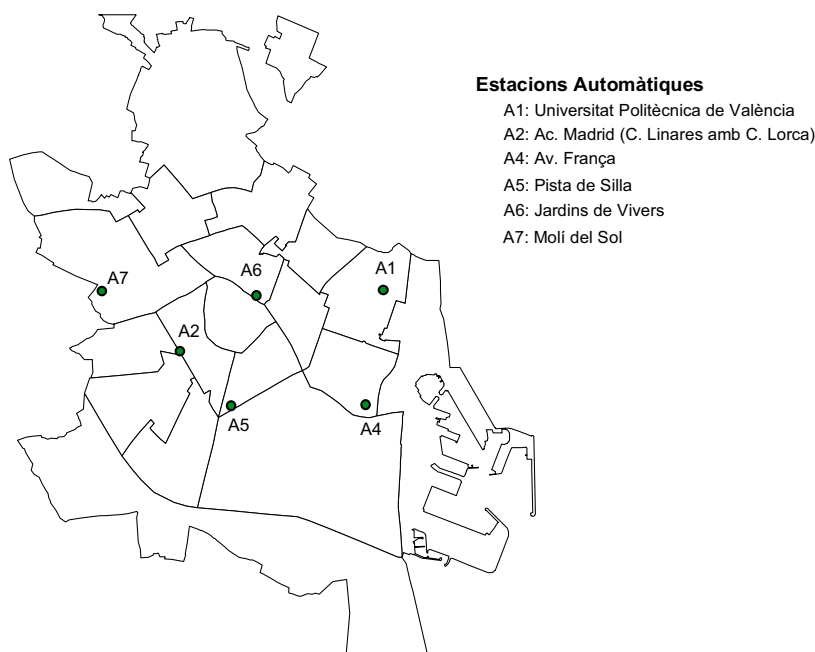 Estacions Automàtiques
A1: Universitat Politècnica de València
A2: Ac. Madrid (C. Linares amb C. Lorca)
A4: Av. França
A5: Pista de Silla
A6: Jardins de Vivers
A7: Molí del Sol
A7
A6
A1
A2
A5
A4